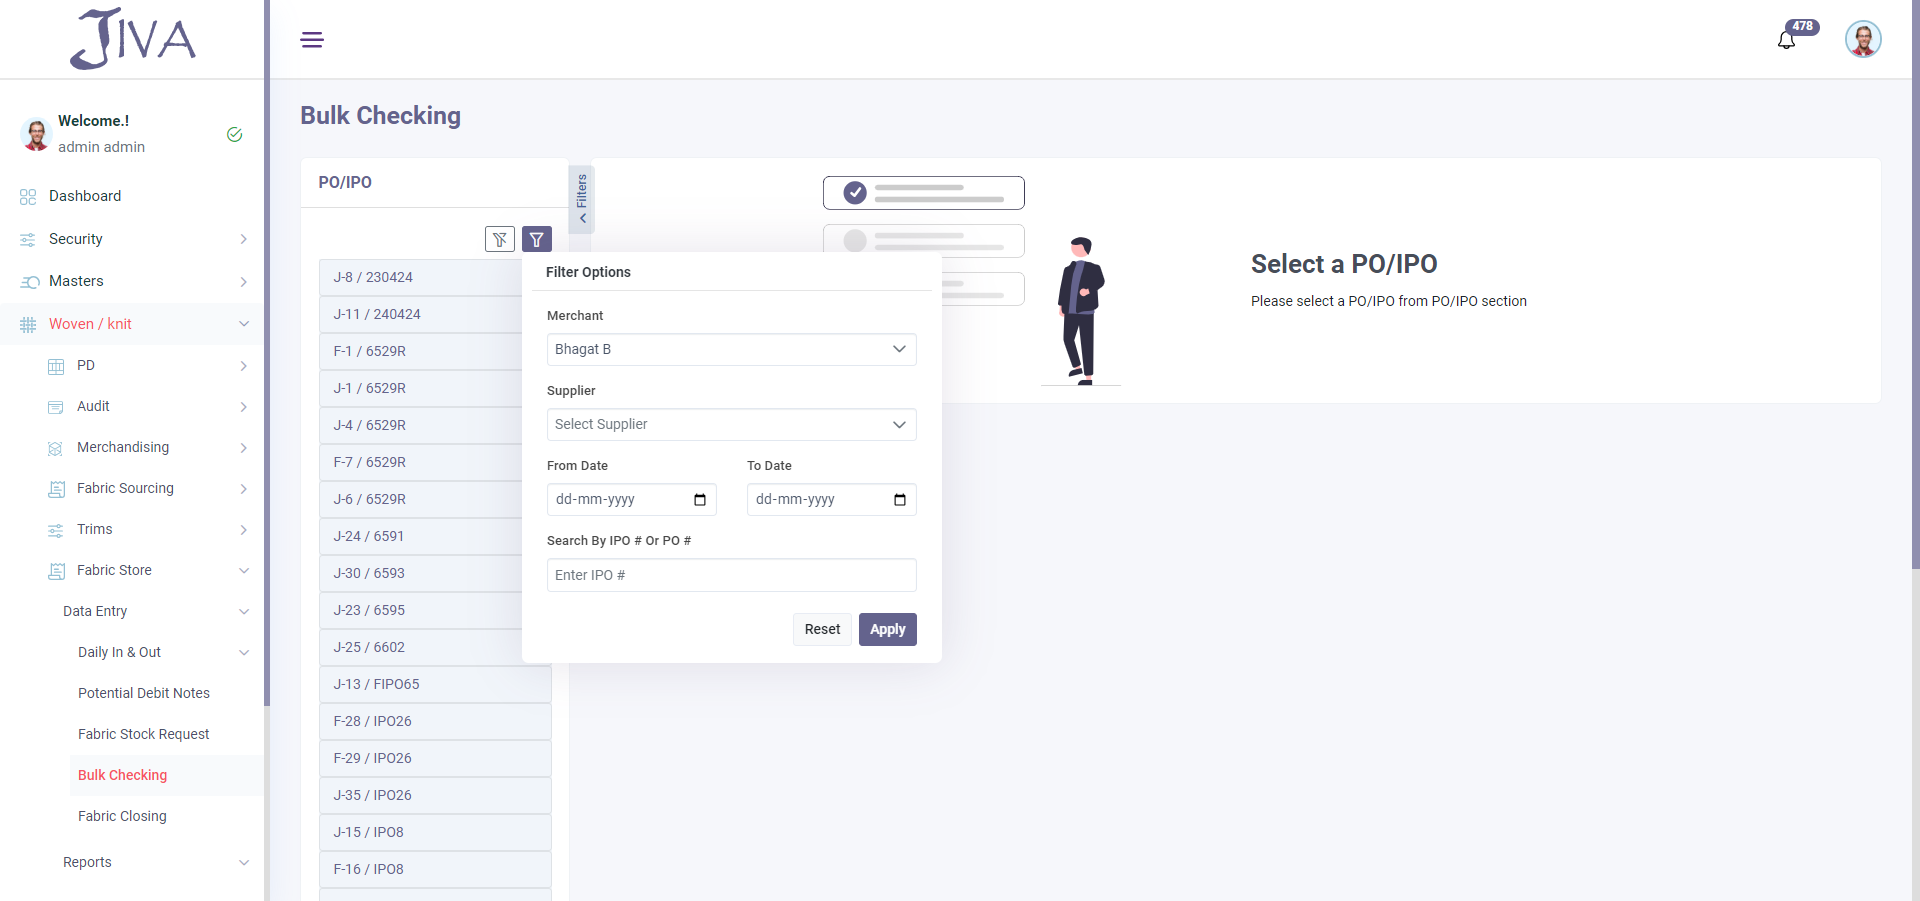 JIVA
478
Welcome.!
admin admin
Dashboard
Security
Masters
Woven / knit
PD
Audit
Merchandising
Fabric Sourcing
Trims
Fabric Store
Data Entry
Daily In & Out
Potential Debit Notes
Fabric Stock Request
Bulk Checking
Fabric Closing
Reports
Bulk Checking
PO/IPO
Filters
J-8 / 230424
J-11 / 240424
F-1 / 6529R
J-1 / 6529R
J-4 / 6529R
F-7 / 6529R
J-6 / 6529R
J-24 / 6591
J-30 / 6593
J-23 / 6595
J-25 / 6602
J-13 / FIPO65
F-28 / IPO26
F-29 / IPO26
J-35 / IPO26
J-15 / IPO8
F-16 / IPO8
Filter Options
Merchant
Bhagat B
Supplier
Select Supplier
From Date To Date
dd-mm-yyyy dd-mm-yyyy
Search By IPO # Or PO #
Enter IPO #
Reset Apply
Select a PO/IPO
Please select a PO/IPO from PO/IPO section